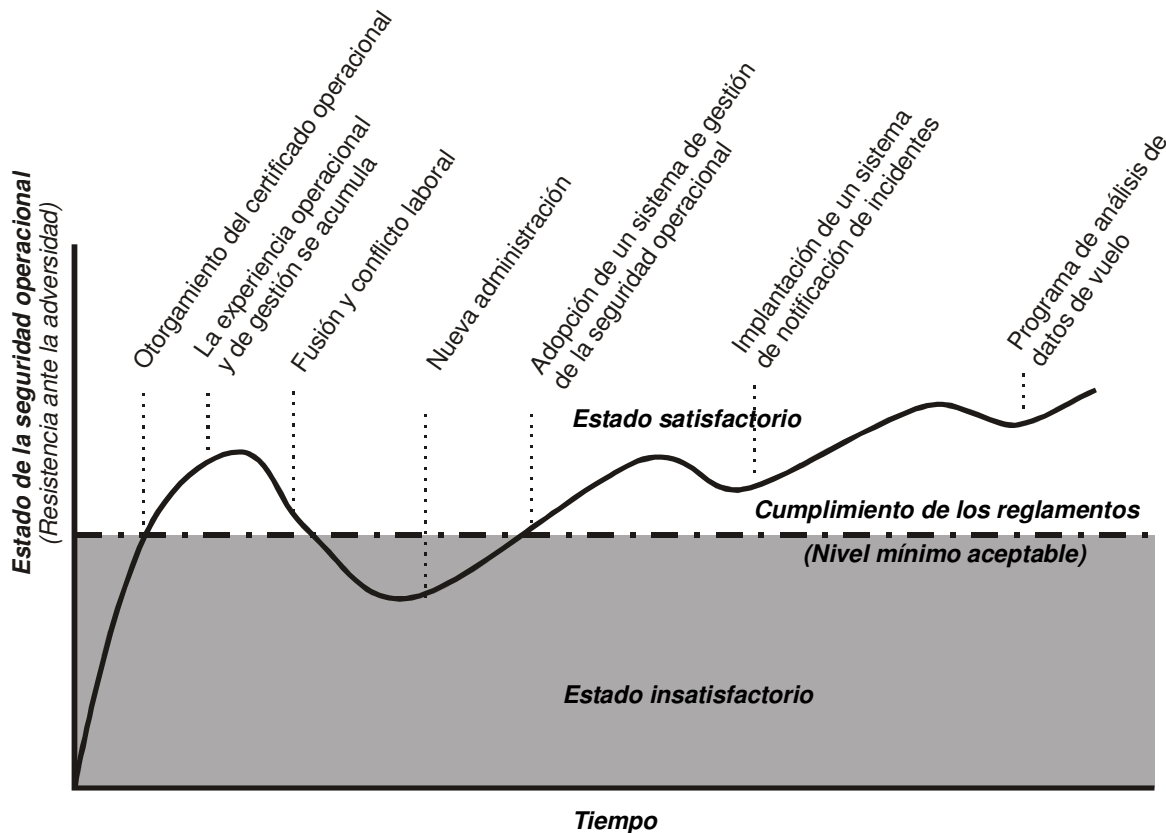 Estado de la seguridad operacional
(Resistencia ante la adversidad)
Otorgamiento del certificado operacional
La experiencia operacional
y de gestión se acumula
Fusión y conflicto laboral
Nueva administración
Adopción de un sistema de gestión
de la seguridad operacional
Implantación de un sistema
de notificación de incidentes
Programa de análisis de
datos de vuelo
Estado satisfactorio
Cumplimiento de los reglamentos
(Nivel mínimo aceptable)
Estado insatisfactorio
Tiempo